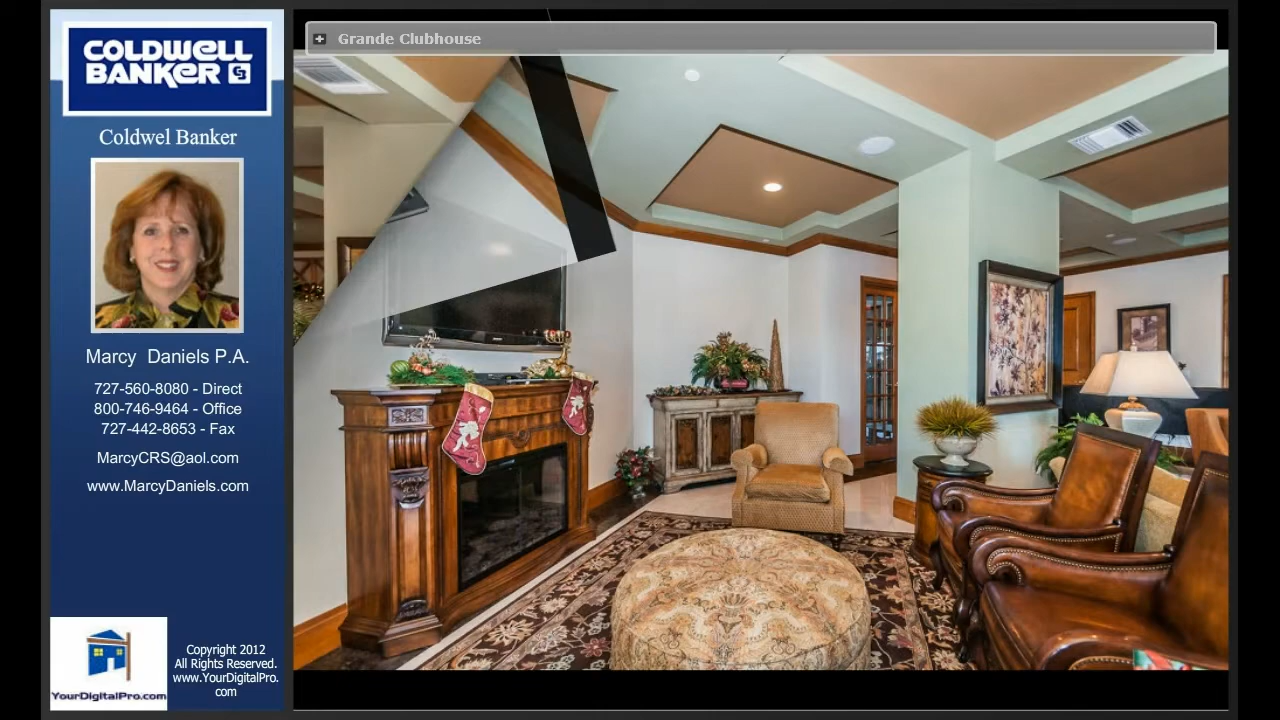 COLDWELL
BANKER
Coldwel Banker
Marcy Daniels P.A.
727-560-8080 - Direct
800-746-9464 - Office
727-442-8653 - Fax
MarcyCRS@aol.com
www.MarcyDaniels.com
YourDigitalPro.com
Copyright 2012
All Rights Reserved.
www.YourDigitalPro.
com
Grande Clubhouse